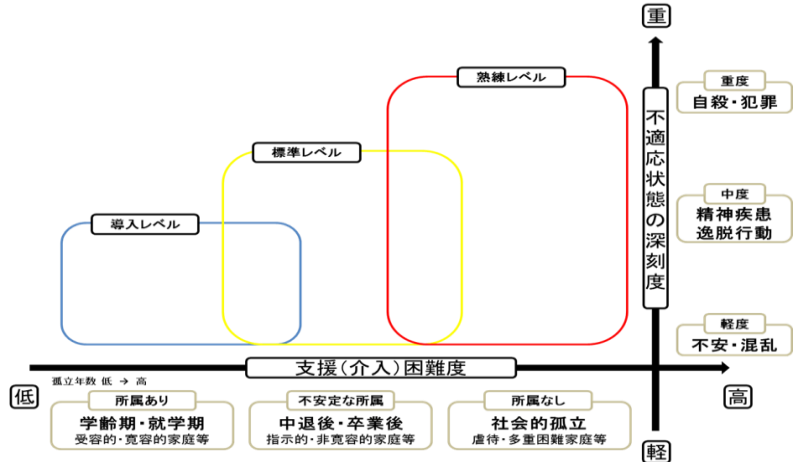 重
熟練レベル
重度
自殺・犯罪
標準レベル
不適応状態の深刻度
中度
精神疾患
逸脱行動
導入レベル
軽度
不安・混乱
支援(介入)困難度
孤立年数 低 → 高
低
高
所属あり
学齢期・就学期
受容的・寛容的家庭等
不安定な所属
中退後・卒業後
指示的・非寛容的家庭等
所属なし
社会的孤立
虐待・多重困難家庭等
軽